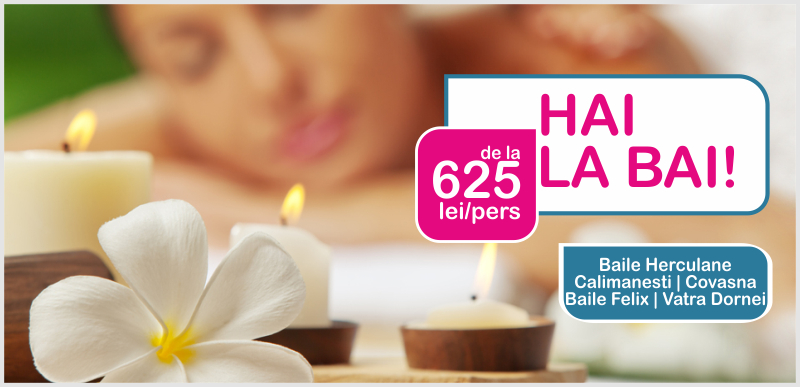 HAI
LA BAI!
de la
625
lei/pers
Baile Herculane
Calimanesti | Covasna
Baile Felix | Vatra Dornei